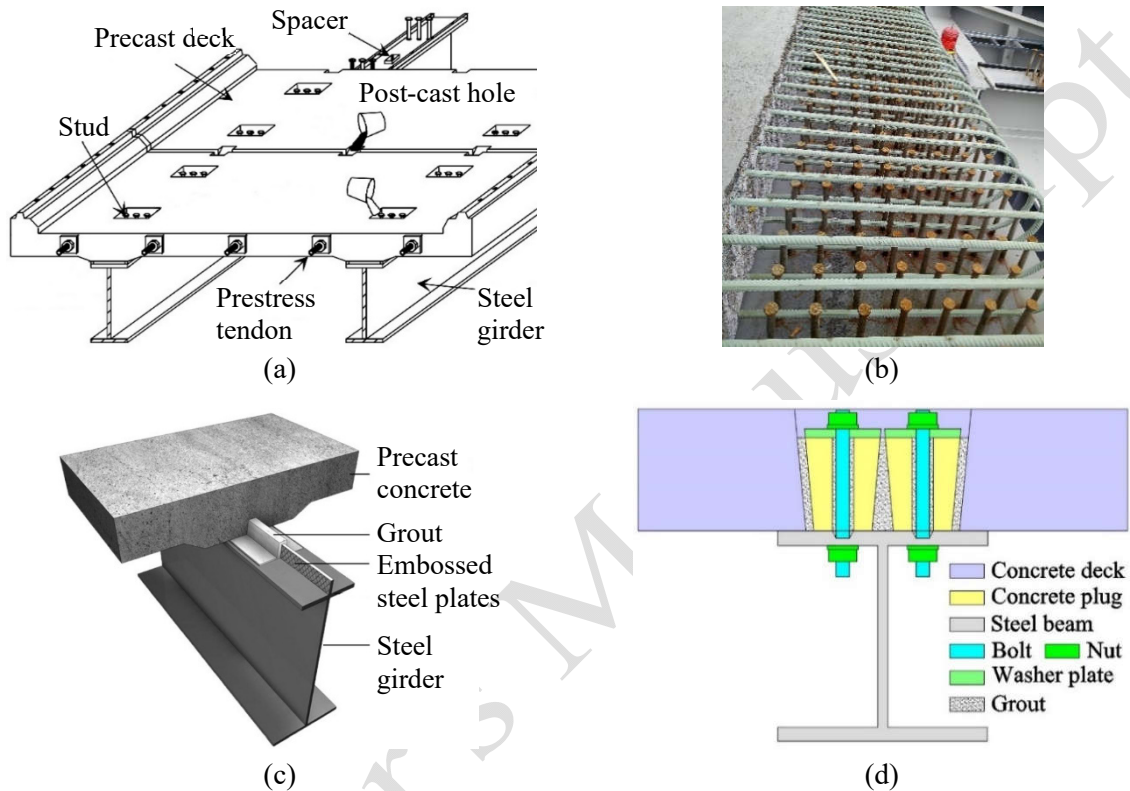 Precast deck
Spacer
Post-cast hole
Stud
Prestress
tendon
Steel
girder
(a)
(b)
Precast
concrete
Grout
Embossed
steel plates
Steel
girder
(c)
Concrete deck
Concrete plug
Steel beam
Bolt
Nut
Washer plate
Grout
(d)